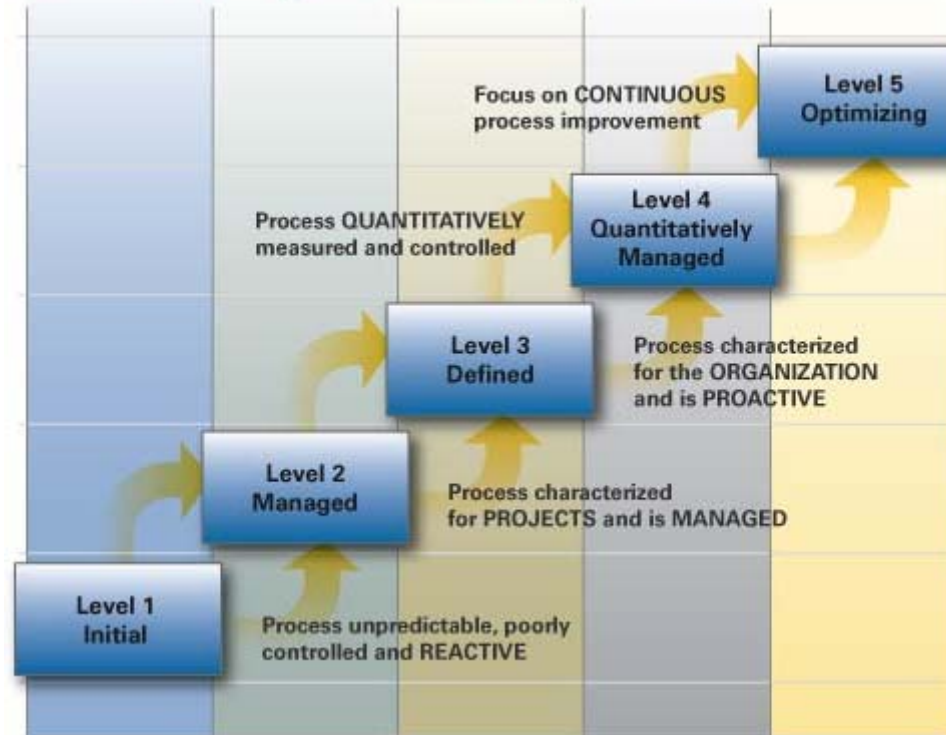 Focus on CONTINUOUS
process improvement
Level 5
Optimizing
Process QUANTITATIVELY
measured and controlled
Level 4
Quantitatively
Managed
Level 3
Defined
Process characterized
for the ORGANIZATION
and is PROACTIVE
Level 2
Managed
Process characterized
for PROJECTS and is MANAGED
Level 1
Initial
Process unpredictable, poorly
controlled and REACTIVE